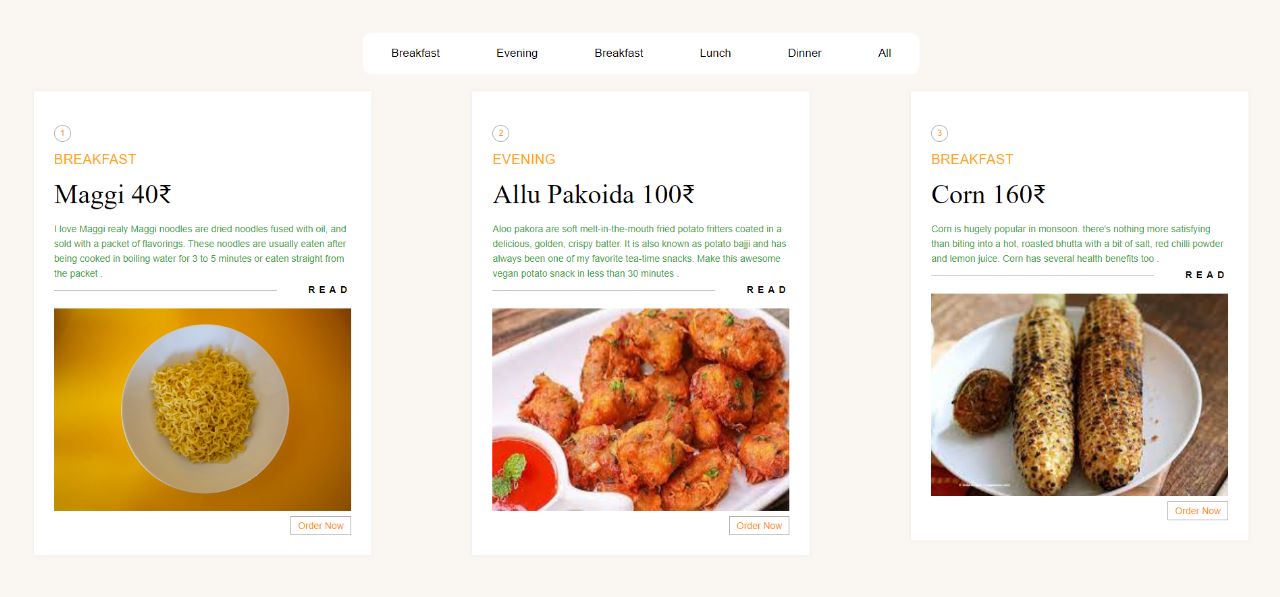 Breakfast Evening Breakfast Lunch Dinner All
1
BREAKFAST
Maggi 40₹
I love Maggi realy Maggi noodles are dried noodles fused with oil, and
sold with a packet of flavorings. These noodles are usually eaten after
being cooked in boiling water for 3 to 5 minutes or eaten straight from
the packet .
READ
Order Now
2
EVENING
Allu Pakoida 100₹
Aloo pakora are soft melt-in-the-mouth fried potato fritters coated in a
delicious, golden, crispy batter. It is also known as potato bajji and has
always been one of my favorite tea-time snacks. Make this awesome
vegan potato snack in less than 30 minutes .
READ
Order Now
3
BREAKFAST
Corn 160₹
Corn is hugely popular in monsoon. there's nothing more satisfying
than biting into a hot, roasted bhutta with a bit of salt, red chilli powder
and lemon juice. Corn has several health benefits too .
READ
Order Now